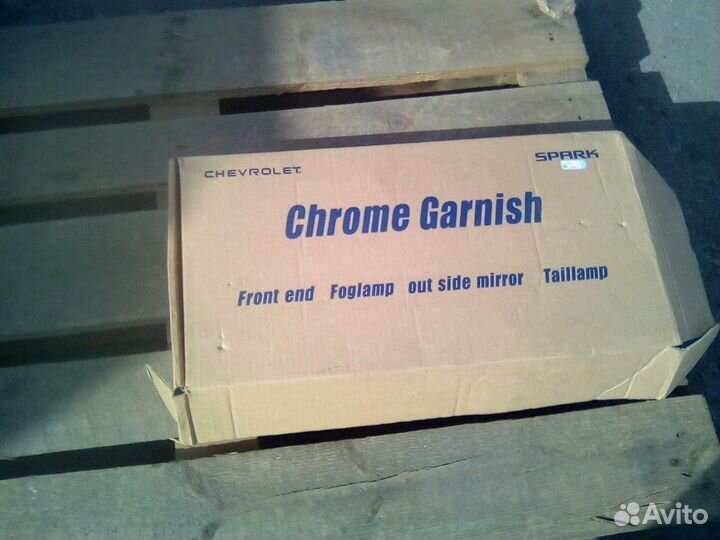 CHEVROLET
SPARK
Chrome Garnish
Front end Foglamp out side mirror Taillamp
Avito